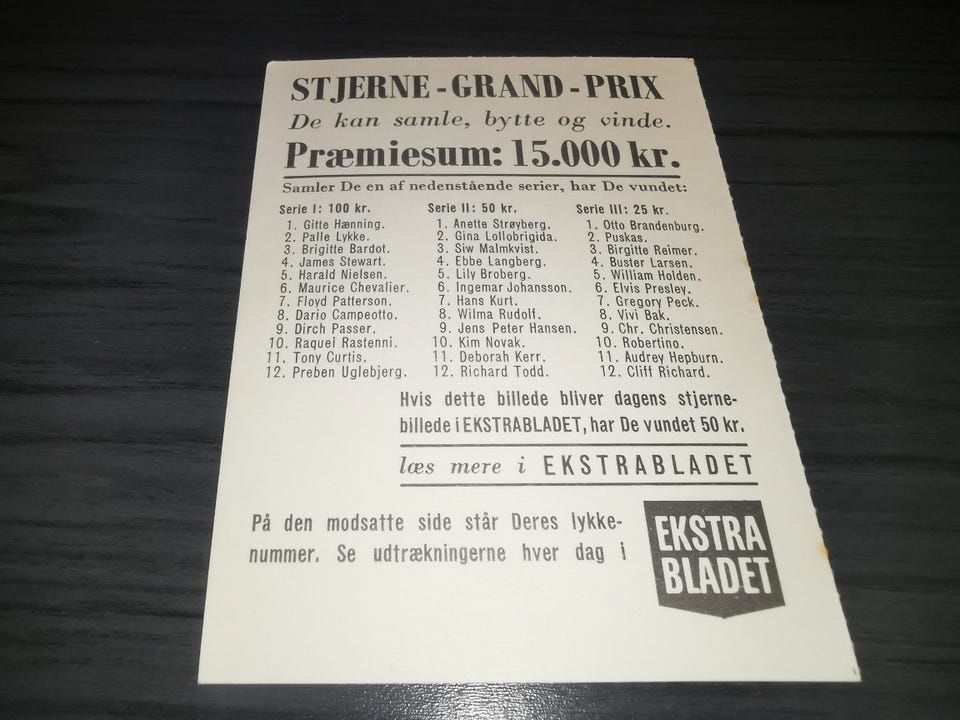 STJERNE-GRAND-PRIX
De kan samle, bytte og vinde.
Præmiesum: 15.000 kr.
Samler De en af nedenstående serier, har De vundet:
Serie I: 100 kr.
1. Gitte Hænning.
2. Palle Lykke.
3. Brigitte Bardot.
4. James Stewart.
5. Harald Nielsen.
6. Maurice Chevalier.
7. Floyd Patterson.
8. Dario Campeotto.
9. Dirch Passer.
10. Raquel Rastenni.
11. Tony Curtis.
12. Preben Uglebjerg.
Serie II: 50 kr.
1. Anette Strøyberg.
2. Gina Lollobrigida.
3. Siw Malmkvist.
4. Ebbe Langberg.
5. Lily Broberg.
6. Ingemar Johansson.
7. Hans Kurt.
8. Wilma Rudolf.
9. Jens Peter Hansen.
10. Kim Novak.
11. Deborah Kerr.
12. Richard Todd.
Serie III: 25 kr.
1. Otto Brandenburg.
2. Puskas.
3. Birgitte Reimer.
4. Buster Larsen.
5. William Holden.
6. Elvis Presley.
7. Gregory Peck.
8. Vivi Bak.
9. Chr. Christensen.
10. Robertino.
11. Audrey Hepburn.
12. Cliff Richard.
Hvis dette billede bliver dagens stjerne-
billede i EKSTRABLADET, har De vundet 50 kr.
læs mere i EKSTRABLADET
På den modsatte side står Deres lykke-
nummer. Se udtrækningerne hver dag i
EKSTRA
BLADET